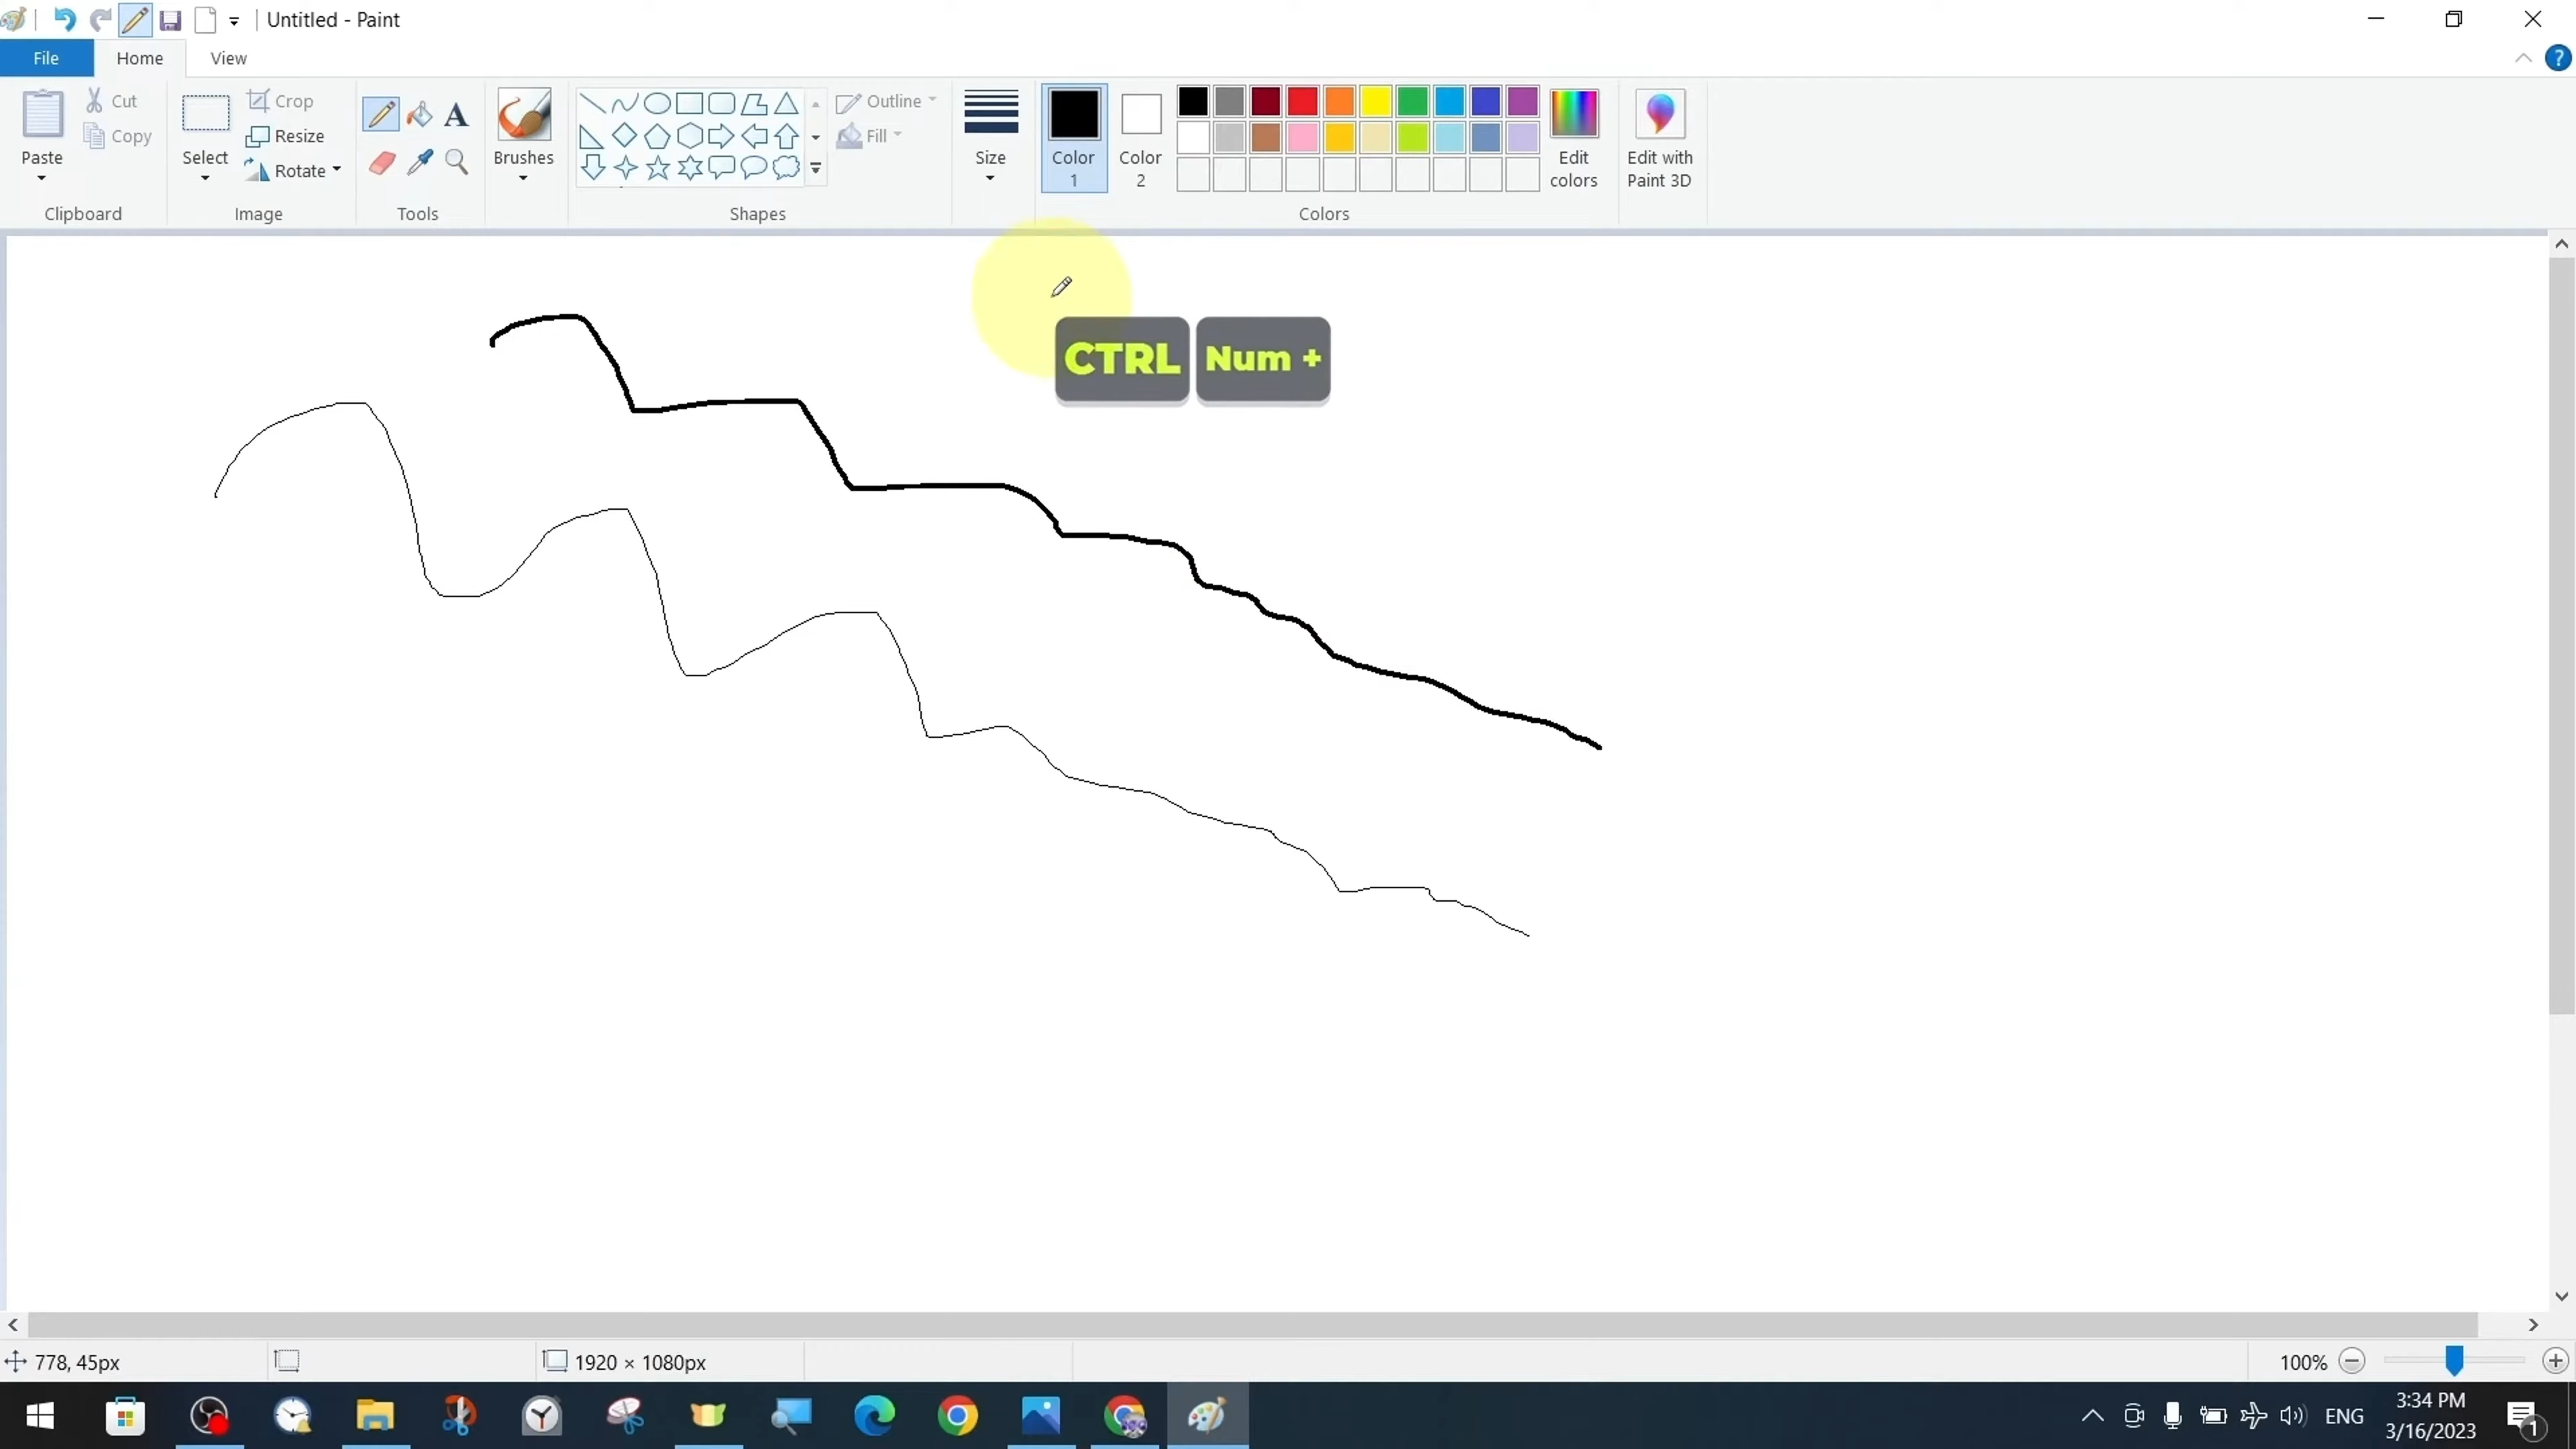 Untitled - Paint
File Home View
Paste
Cut
Copy
Clipboard
Select
Crop
Resize
Rotate
Image
A
Tools
Brushes
Shapes
Outline
Fill
Size
Color
1
Color
2
Edit
colors
Colors
Edit with
Paint 3D
?
CTRL Num +
778, 45px
1920 × 1080px
100%
ENG
3:34 PM
3/16/2023
1